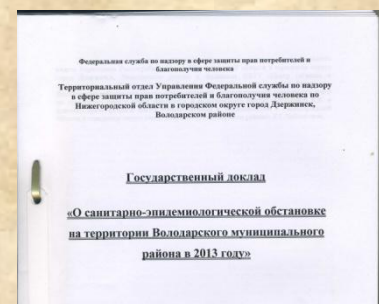 Федеральная служба по надзору в сфере защиты прав потребителей и
благополучия человека
Территориальный отдел Управления Федеральной службы по надзору
в сфере защиты прав потребителей и благополучия человека по
Нижегородской области в городском округе город Дзержинск,
Володарском районе
Государственный доклад
«О санитарно-эпидемиологической обстановке
на территории Володарского муниципального
района в 2013 году»